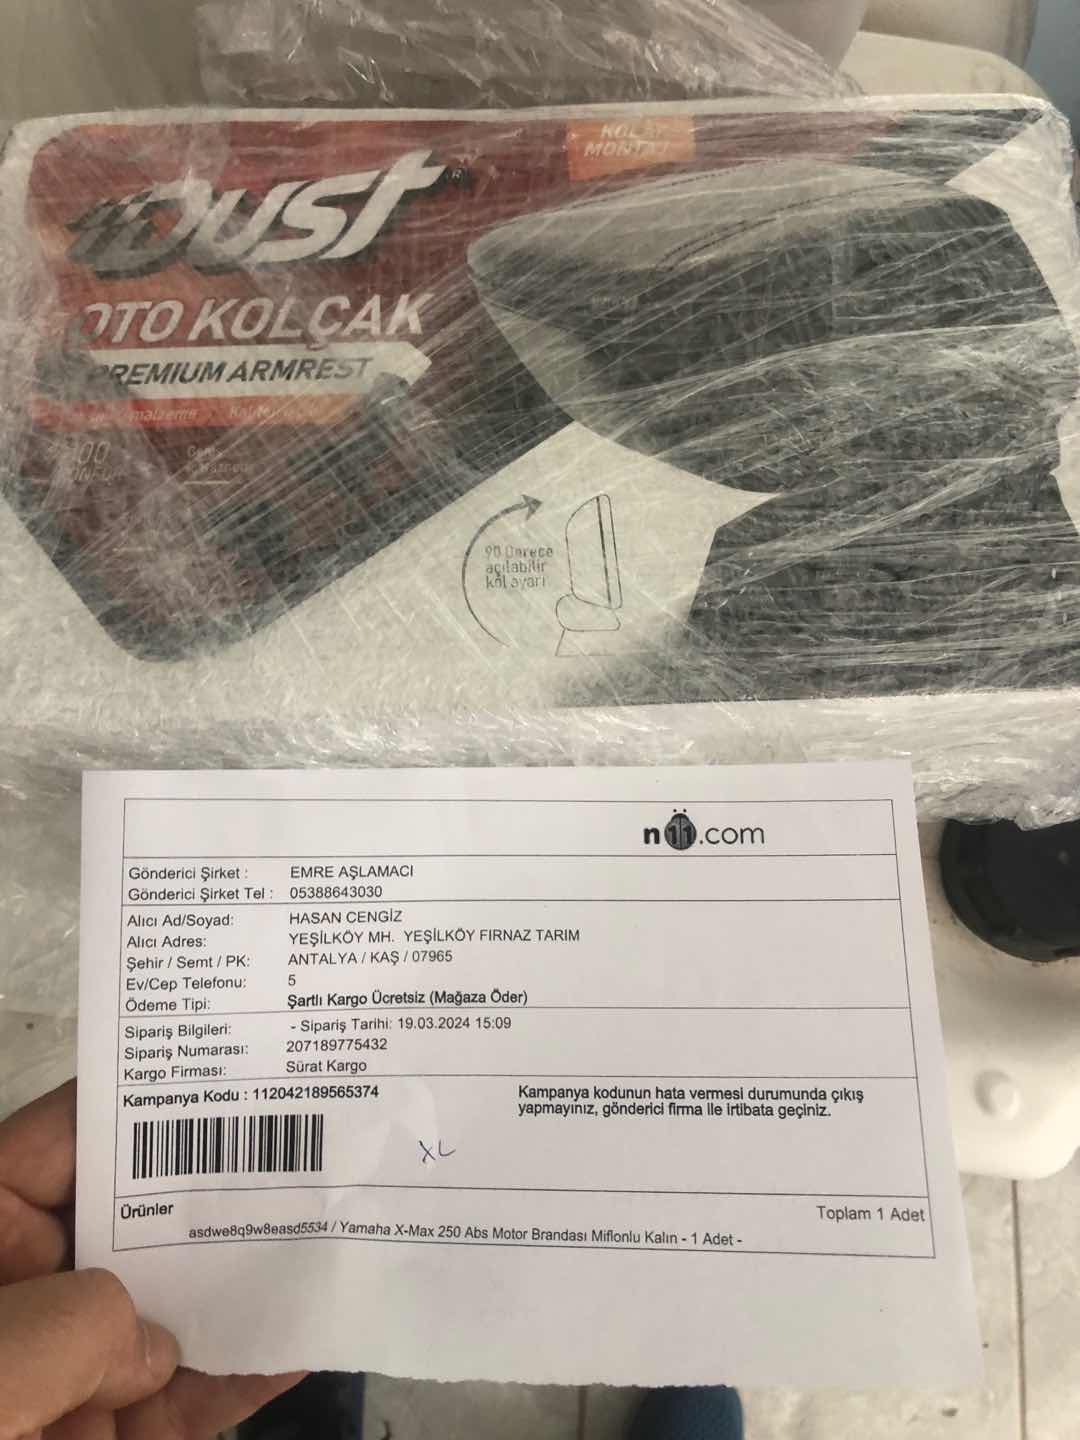 KOLAY
MONTAJ
Dust
OTO KOLÇAK
PREMIUM ARMREST
malzeme
90 Derece
açılabilir
kol ayarı
n11.com
Gönderici Şirket : EMRE AŞLAMACI
Gönderici Şirket Tel : 05388643030
Alıcı Ad/Soyad: HASAN CENGİZ
Alıcı Adres: YEŞİLKÖY MH. YEŞİLKÖY FIRNAZ TARIM
Şehir / Semt / PK: ANTALYA / KAŞ / 07965
Ev/Cep Telefonu: 5
Ödeme Tipi: Şartlı Kargo Ücretsiz (Mağaza Öder)
Sipariş Bilgileri: - Sipariş Tarihi: 19.03.2024 15:09
Sipariş Numarası: 207189775432
Kargo Firması: Sürat Kargo
Kampanya Kodu : 112042189565374
Kampanya kodunun hata vermesi durumunda çıkış
yapmayınız, gönderici firma ile irtibata geçiniz.
XL
Ürünler
Toplam 1 Adet
asdwe8q9w8easd5534 / Yamaha X-Max 250 Abs Motor Brandası Miflonlu Kalın - 1 Adet -